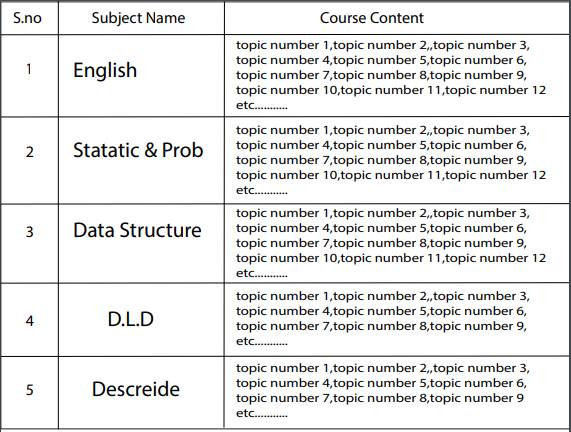 S.no Subject Name Course Content
1 English
topic number 1,topic number 2,,topic number 3,
topic number 4,topic number 5,topic number 6,
topic number 7,topic number 8,topic number 9,
topic number 10,topic number 11,topic number 12
etc...........
2 Statatic & Prob
topic number 1,topic number 2,,topic number 3,
topic number 4,topic number 5,topic number 6,
topic number 7,topic number 8,topic number 9,
topic number 10,topic number 11,topic number 12
etc...........
3 Data Structure
topic number 1,topic number 2,,topic number 3,
topic number 4,topic number 5,topic number 6,
topic number 7,topic number 8,topic number 9,
topic number 10,topic number 11,topic number 12
etc...........
4 D.L.D
topic number 1,topic number 2,,topic number 3,
topic number 4,topic number 5,topic number 6,
topic number 7,topic number 8,topic number 9,
etc...........
5 Descreide
topic number 1,topic number 2,,topic number 3,
topic number 4,topic number 5,topic number 6,
topic number 7,topic number 8,topic number 9
etc...........